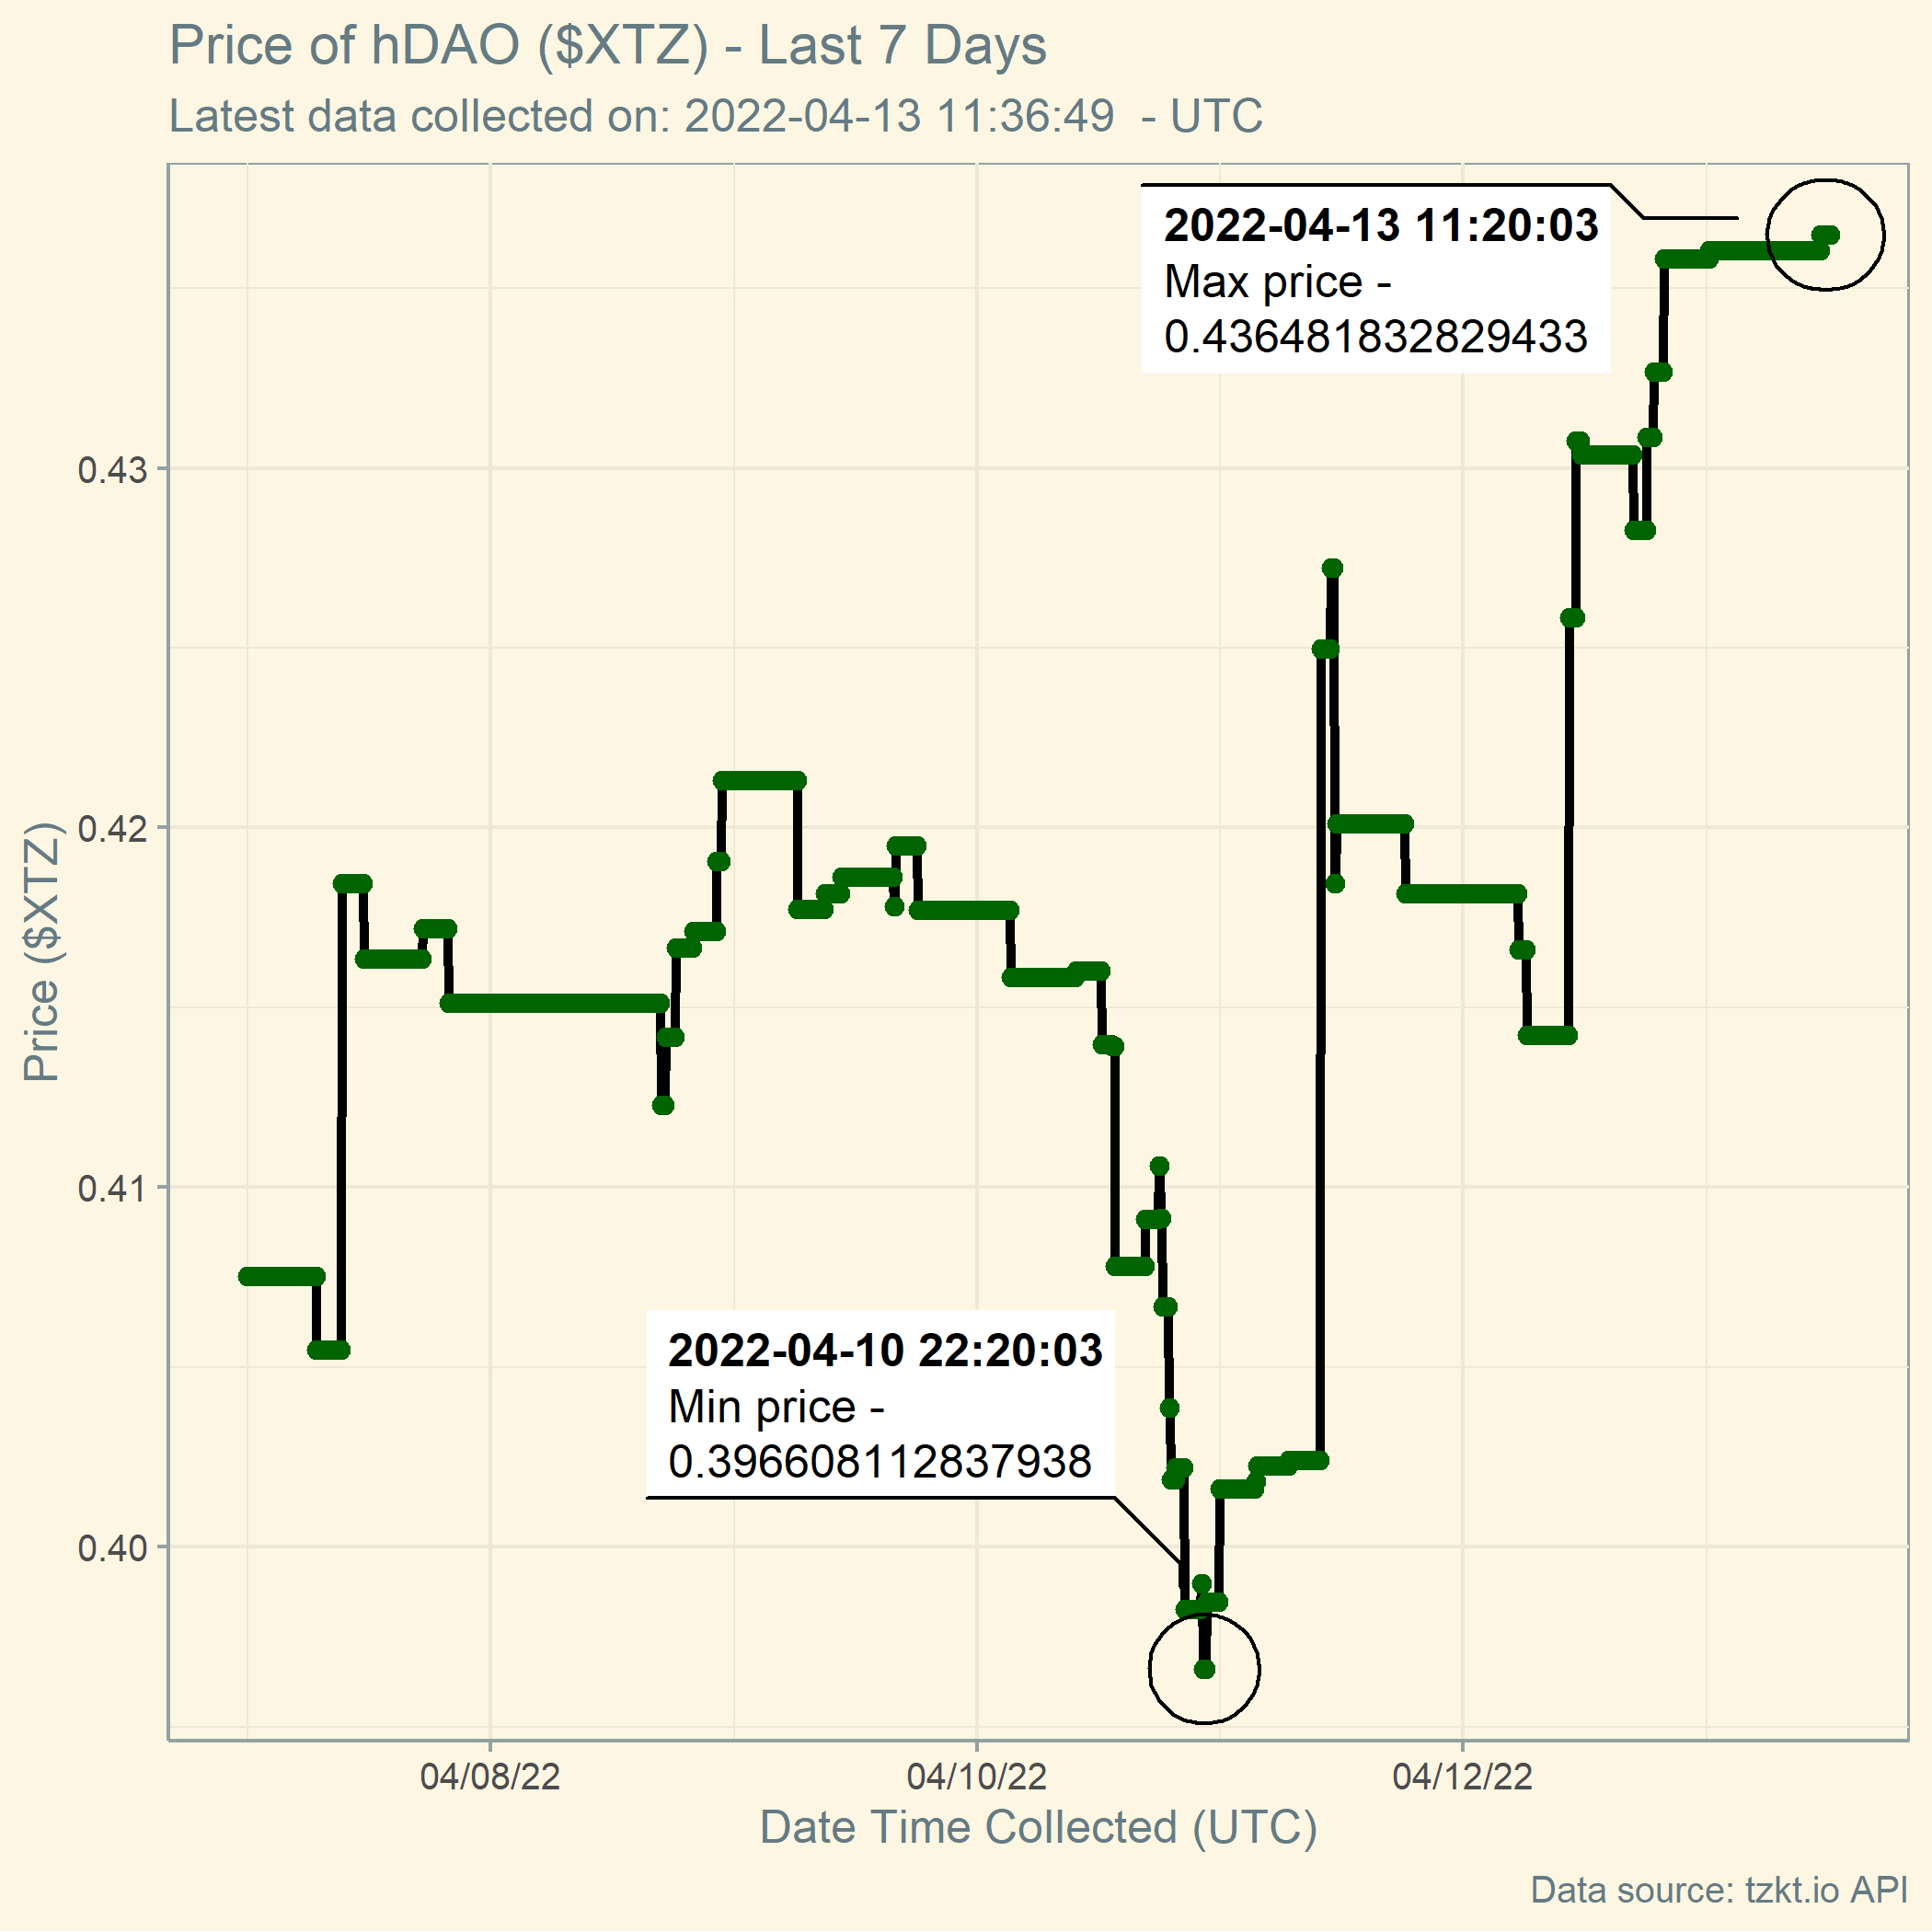 Price of hDAO ($XTZ) - Last 7 Days
Latest data collected on: 2022-04-13 11:36:49  - UTC
2022-04-13 11:20:03
Max price -
0.436481832829433
0.43
0.42
0.41
0.40
Price ($XTZ)
2022-04-10 22:20:03
Min price -
0.396608112837938
04/08/22
04/10/22
04/12/22
Date Time Collected (UTC)
Data source: tzkt.io API